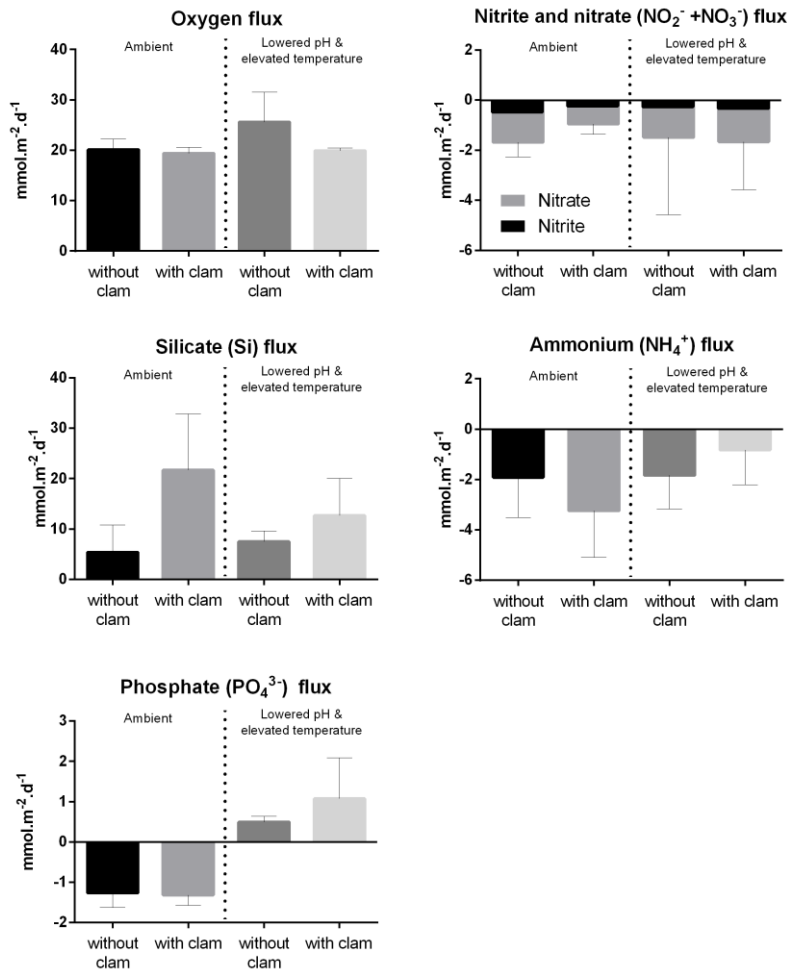 Oxygen flux
Ambient
Lowered pH &
elevated temperature
mmol.m⁻².d⁻¹
40
30
20
10
0
without
clam
with clam
without
clam
with clam
Nitrite and nitrate (NO₂⁻ +NO₃⁻) flux
Ambient
Lowered pH &
elevated temperature
mmol.m⁻².d⁻¹
0
-2
-4
-6
Nitrate
Nitrite
without
clam
with clam
without
clam
with clam
Silicate (Si) flux
Ambient
Lowered pH &
elevated temperature
mmol.m⁻².d⁻¹
40
30
20
10
0
without
clam
with clam
without
clam
with clam
Ammonium (NH₄⁺) flux
Ambient
Lowered pH &
elevated temperature
mmol.m⁻².d⁻¹
2
0
-2
-4
-6
without
clam
with clam
without
clam
with clam
Phosphate (PO₄³⁻) flux
Ambient
Lowered pH &
elevated temperature
mmol.m⁻².d⁻¹
3
2
1
0
-1
-2
without
clam
with clam
without
clam
with clam